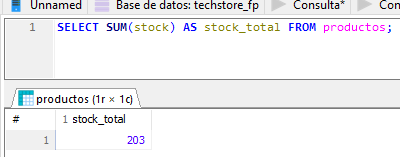 Unnamed Base de datos: techstore_fp Consulta*
1 SELECT SUM(stock) AS stock_total FROM productos;
productos (1r × 1c)
# 1 stock_total
1 203